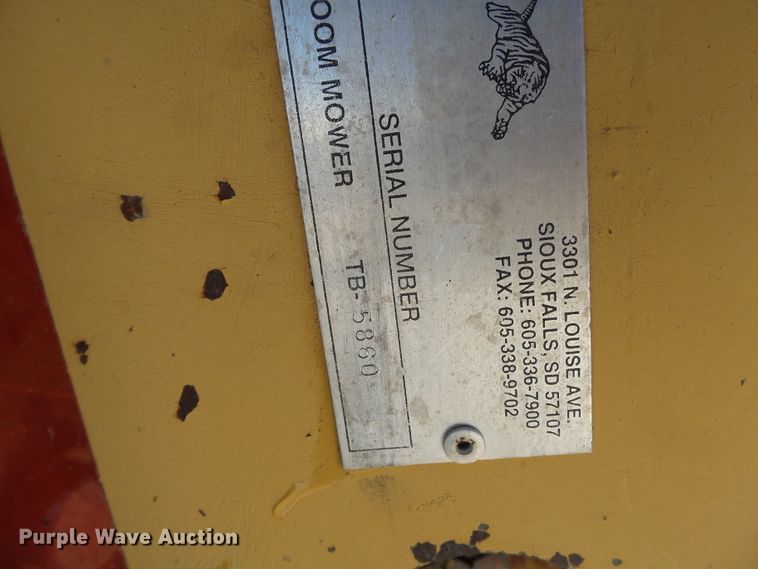 3301 N. LOUISE AVE.
SIOUX FALLS, SD 57107
PHONE: 605-336-7900
FAX: 605-338-9702
SERIAL NUMBER
OOM MOWER TB-5860
Purple Wave Auction